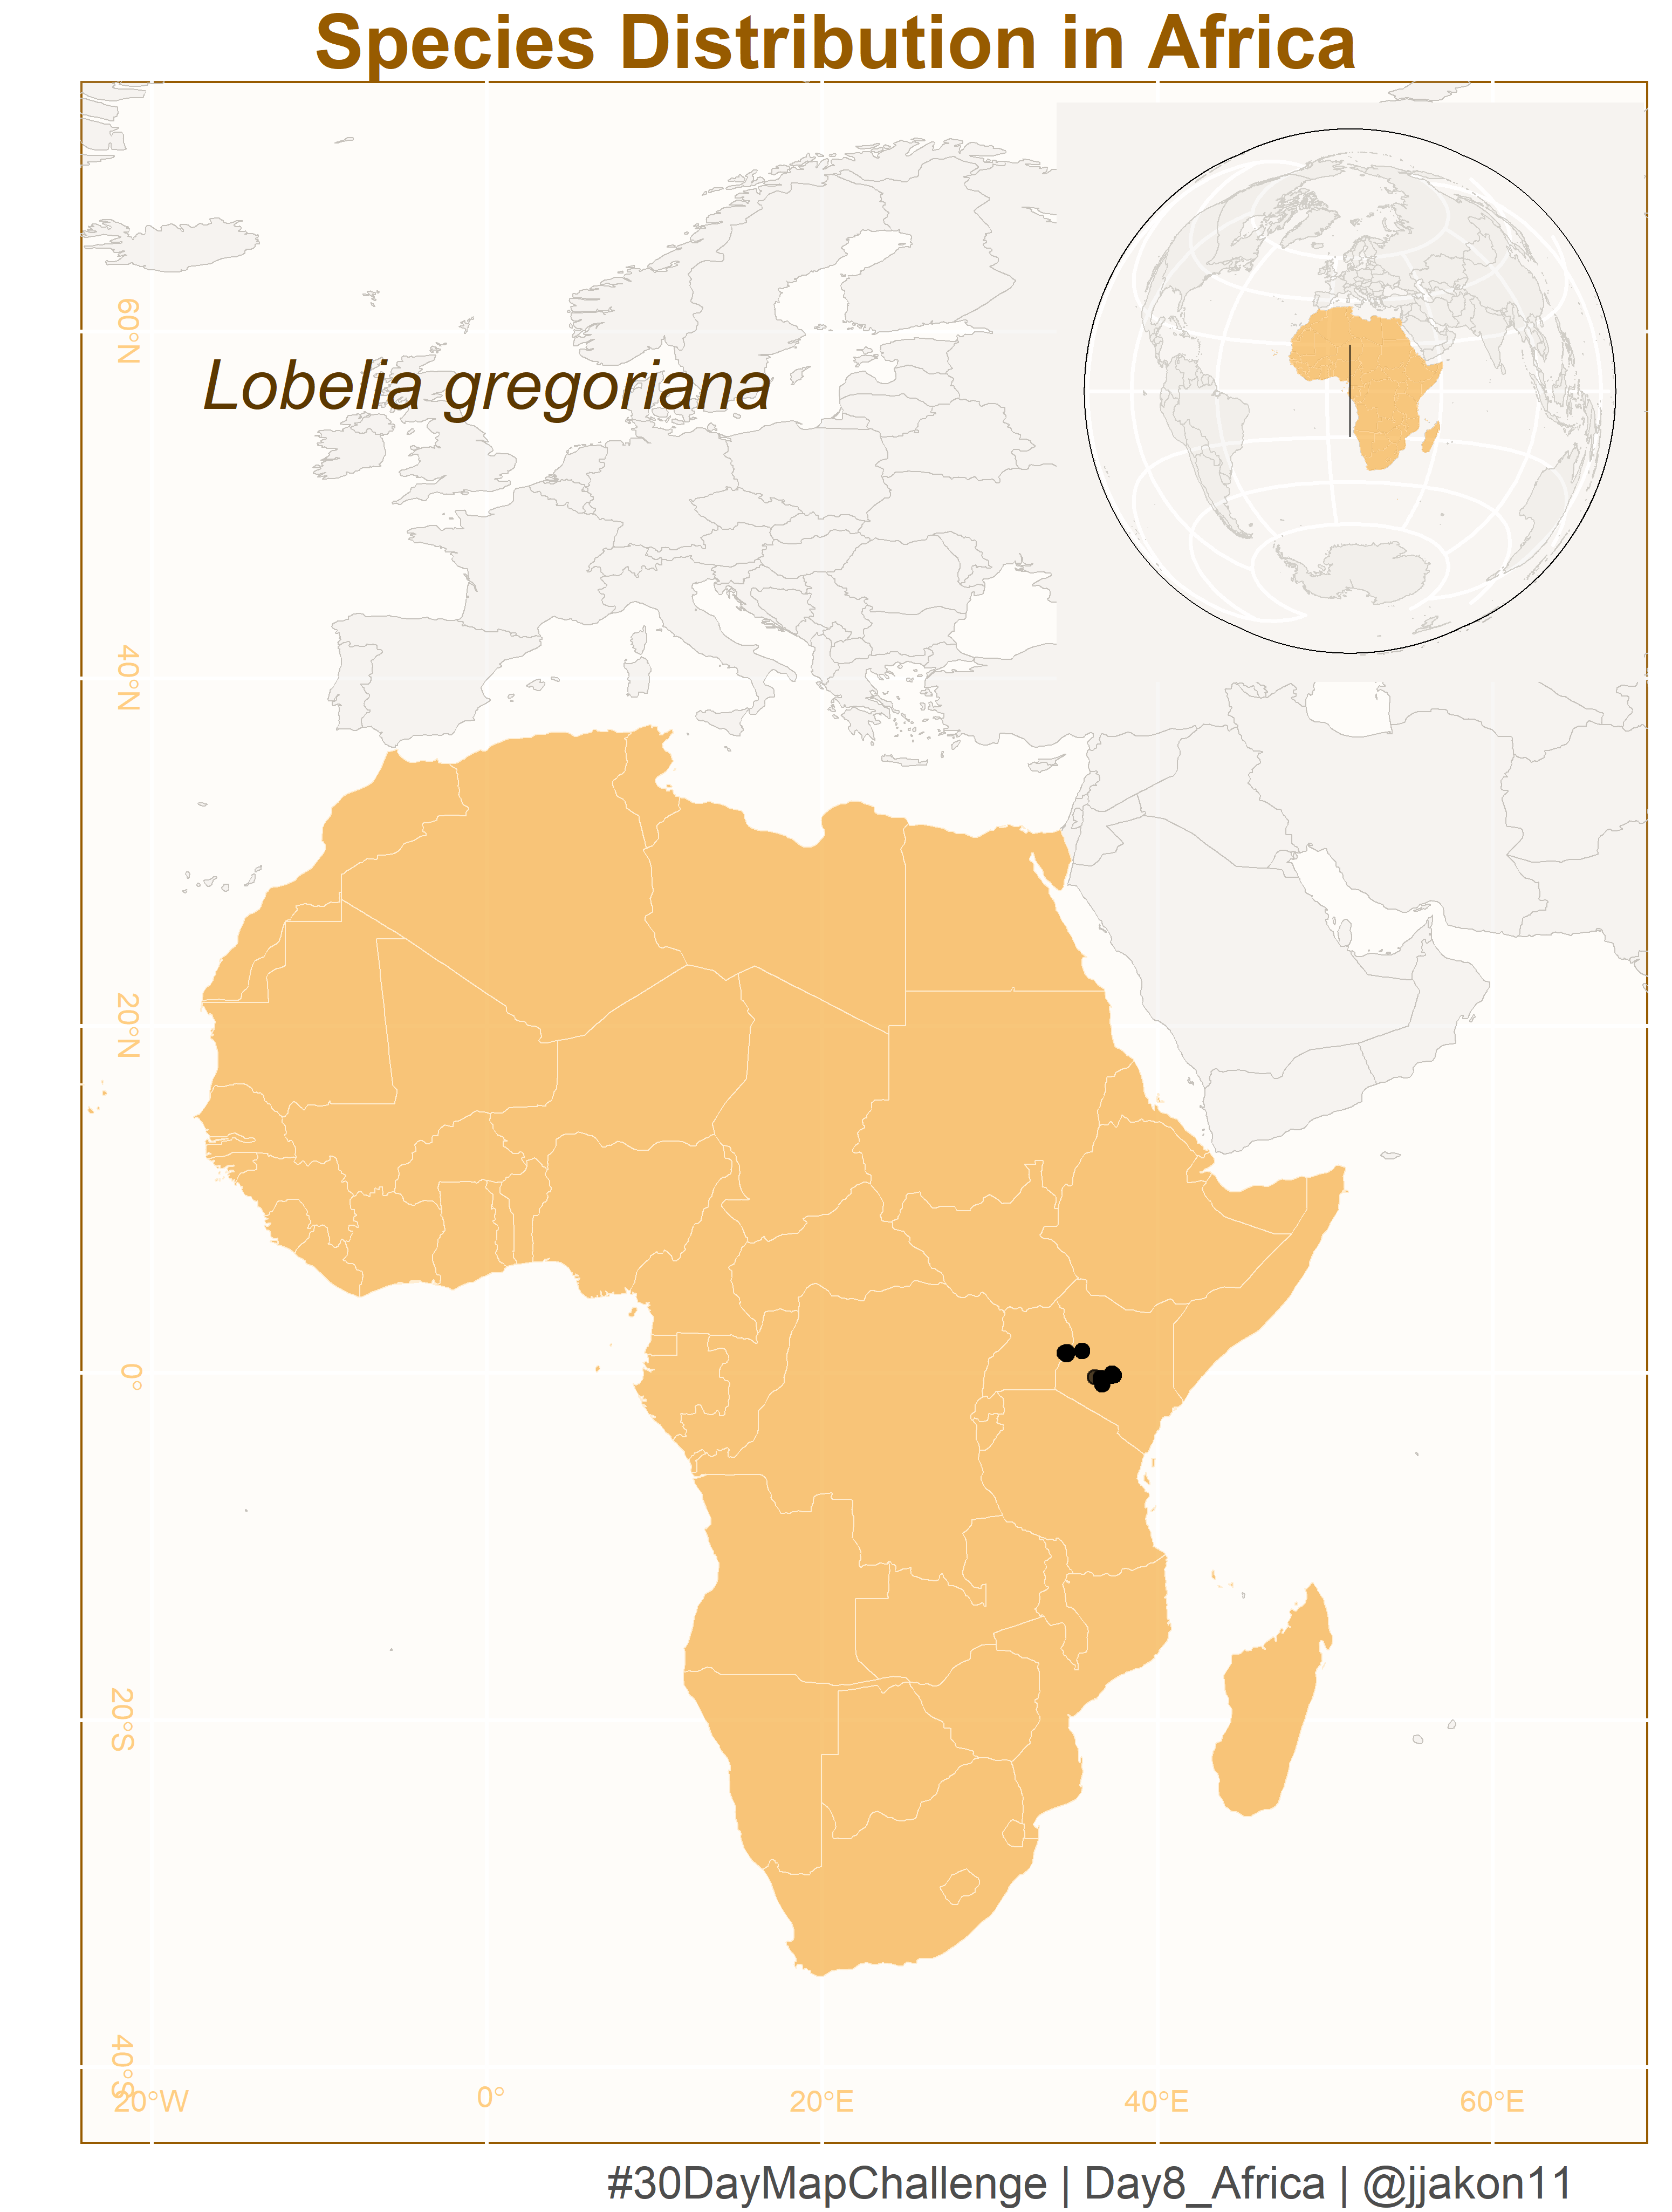 Species Distribution in Africa
Lobelia gregoriana
60°N
40°N
20°N
0°
20°S
40°S
20°W
0°
20°E
40°E
60°E
#30DayMapChallenge | Day8_Africa | @jjakon11